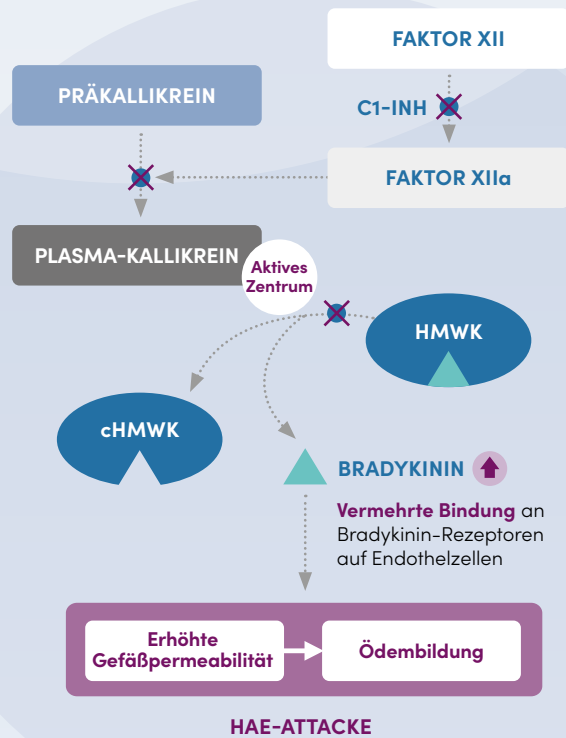 FAKTOR XII
PRÄKALLIKREIN
C1-INH
FAKTOR XIIa
PLASMA-KALLIKREIN
Aktives
Zentrum
HMWK
cHMWK
BRADYKININ
Vermehrte Bindung an
Bradykinin-Rezeptoren
auf Endothelzellen
Erhöhte
Gefäßpermeabilität
Ödembildung
HAE-ATTACKE